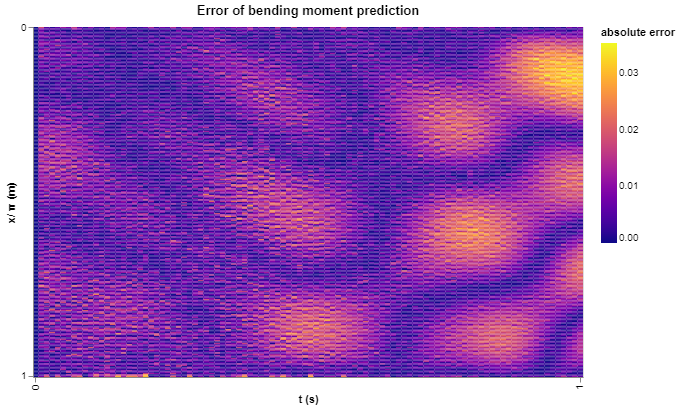 Error of bending moment prediction
absolute error
0.03
0.02
0.01
0.00
0
x/ π (m)
1
0
t (s)
1